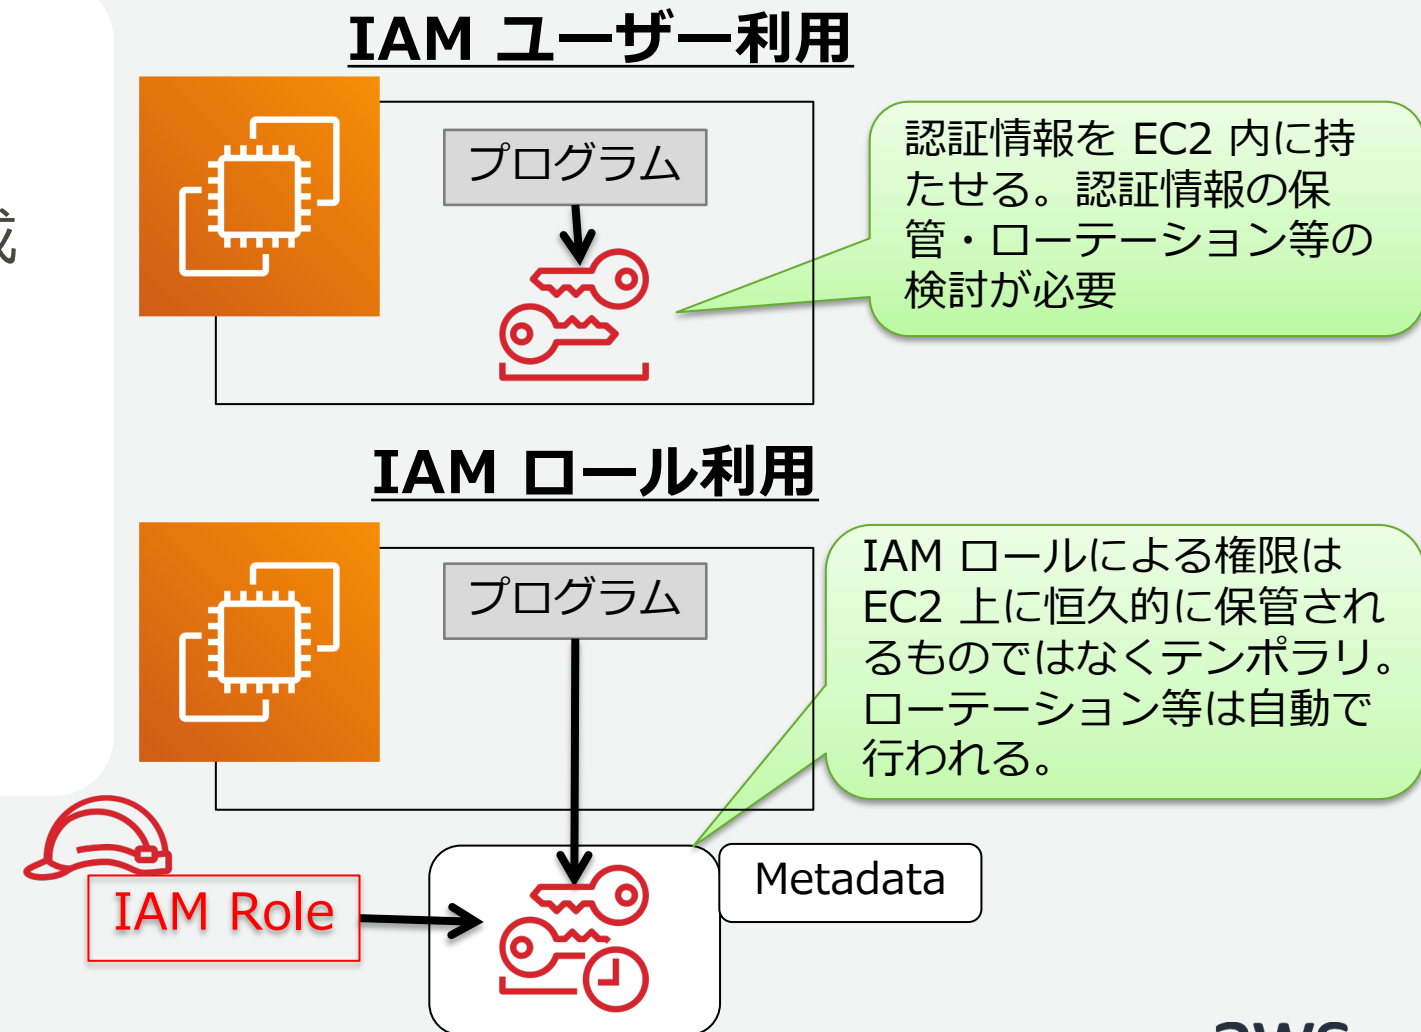 IAM ユーザー利用
成
プログラム
認証情報を EC2 内に持
たせる。認証情報の保
管・ローテーション等の
検討が必要
IAM ロール利用
プログラム
IAM ロールによる権限は
EC2 上に恒久的に保管され
るものではなくテンポラリ。
ローテーション等は自動で
行われる。
Metadata
IAM Role
aws